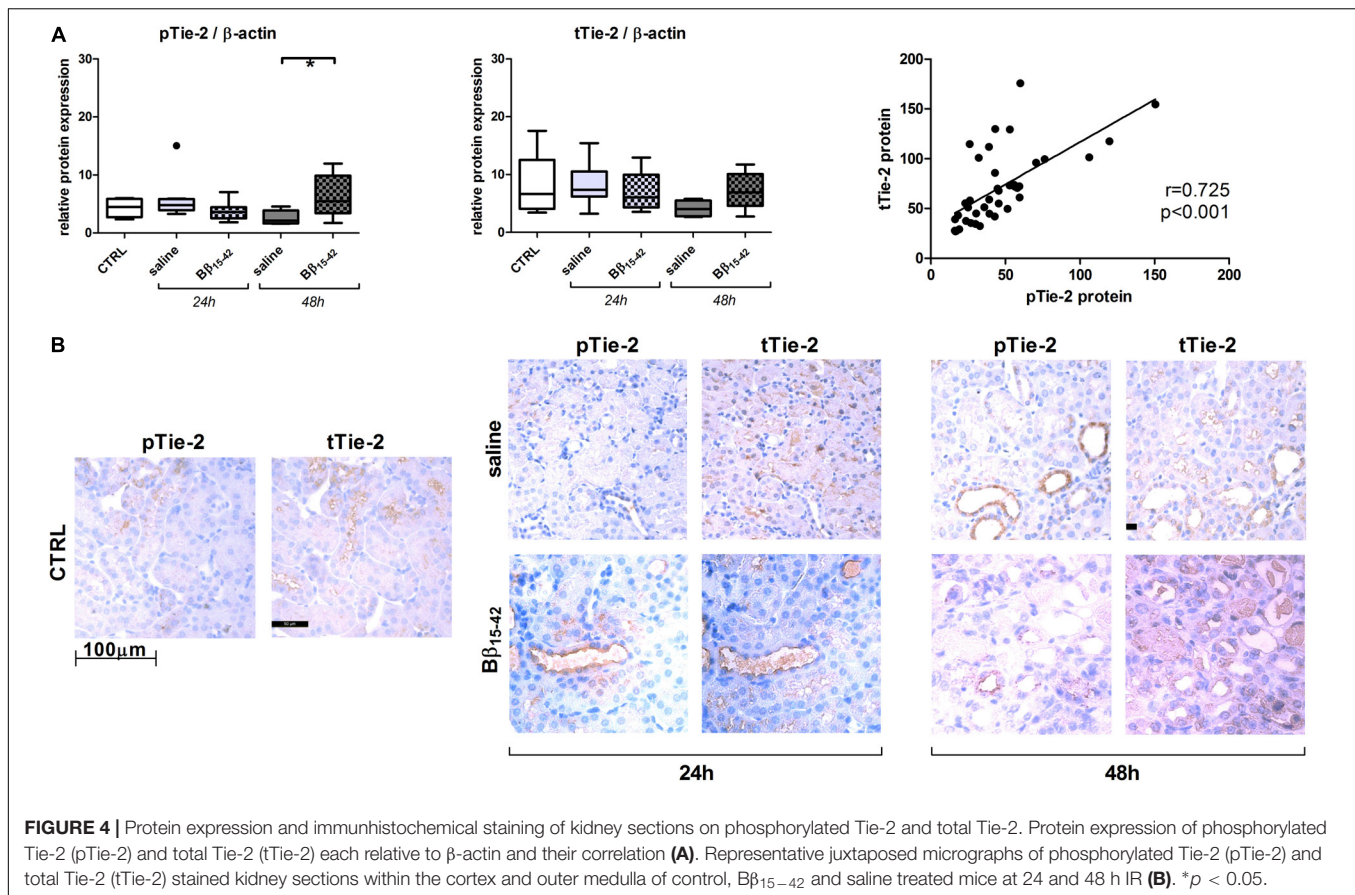 A
pTie-2 / β-actin
relative protein expression
30
20
10
0
*
CTRL
saline
Bβ15-42
saline
Bβ15-42
24h
48h
tTie-2 / β-actin
relative protein expression
30
20
10
0
CTRL
saline
Bβ15-42
saline
Bβ15-42
24h
48h
tTie-2 protein
200
150
100
50
0
r=0.725
p<0.001
0
50
100
150
200
pTie-2 protein
B
pTie-2
tTie-2
CTRL
100μm
50 μm
pTie-2
tTie-2
pTie-2
tTie-2
saline
Bβ15-42
24h
48h
FIGURE 4 | Protein expression and immunhistochemical staining of kidney sections on phosphorylated Tie-2 and total Tie-2. Protein expression of phosphorylated
Tie-2 (pTie-2) and total Tie-2 (tTie-2) each relative to β-actin and their correlation (A). Representative juxtaposed micrographs of phosphorylated Tie-2 (pTie-2) and
total Tie-2 (tTie-2) stained kidney sections within the cortex and outer medulla of control, Bβ15−42 and saline treated mice at 24 and 48 h IR (B). *p < 0.05.